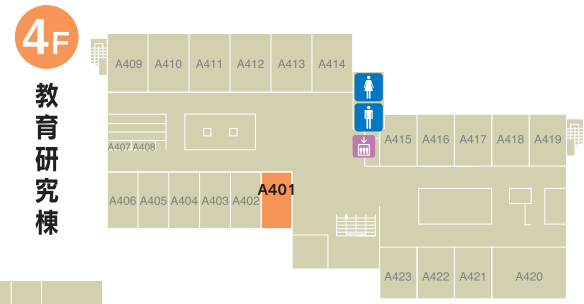 4F
教育研究棟
A409 A410 A411 A412 A413 A414
A415 A416 A417 A418 A419
A407 A408
A401
A406 A405 A404 A403 A402
A423 A422 A421 A420